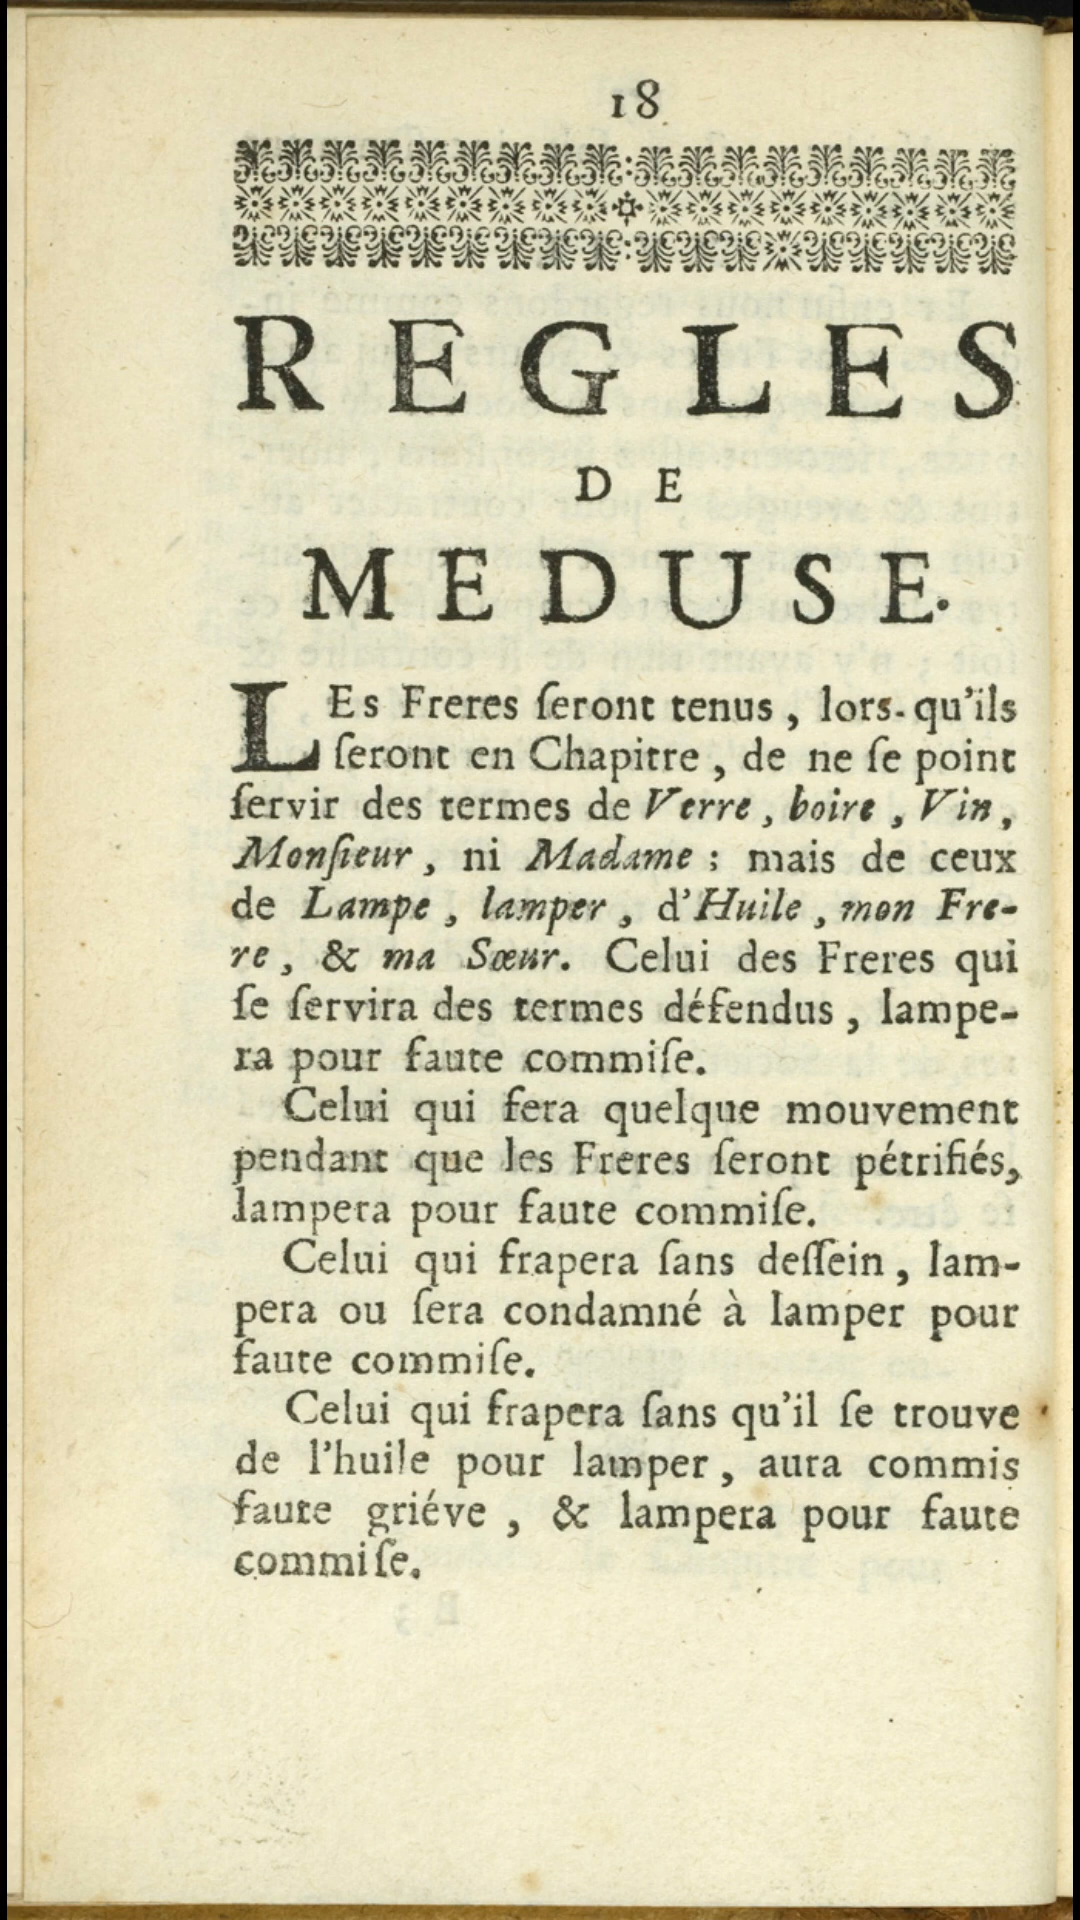 18
REGLES
DE
MEDUSE.
LEs Freres ſeront tenus, lors-qu'ils
ſeront en Chapitre, de ne ſe point
ſervir des termes de Verre, boire, Vin,
Monſieur, ni Madame; mais de ceux
de Lampe, lamper, d'Huile, mon Fre-
re, & ma Sœur. Celui des Freres qui
ſe ſervira des termes défendus, lampe-
ra pour faute commiſe.
Celui qui fera quelque mouvement
pendant que les Freres ſeront pétrifiés,
lampera pour faute commiſe.
Celui qui frapera ſans deſſein, lam-
pera ou ſera condamné à lamper pour
faute commiſe.
Celui qui frapera ſans qu'il ſe trouve
de l'huile pour lamper, aura commis
faute griéve, & lampera pour faute
commiſe.